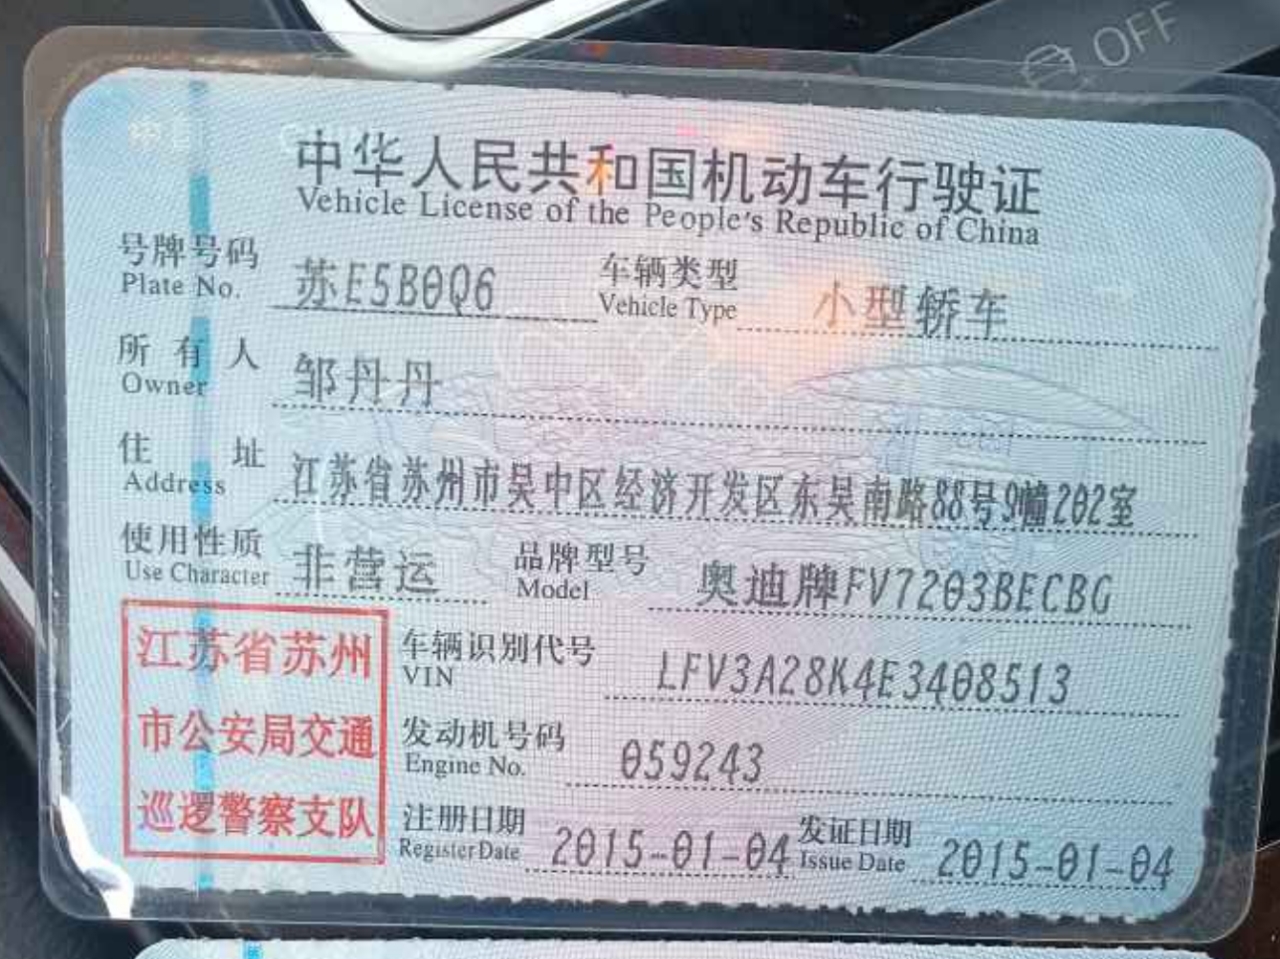 OFF
中华人民共和国机动车行驶证
Vehicle License of the People's Republic of China
号牌号码 苏E5B0Q6 车辆类型 小型轿车
Plate No. Vehicle Type
所有人 邹丹丹
Owner
住址 江苏省苏州市吴中区经济开发区东吴南路88号9幢202室
Address
使用性质 非营运 品牌型号 奥迪牌FV7203BECBG
Use Character Model
江苏省苏州
市公安局交通
巡逻警察支队
车辆识别代号 LFV3A28K4E3408513
VIN
发动机号码 059243
Engine No.
注册日期 2015-01-04 发证日期 2015-01-04
Register Date Issue Date